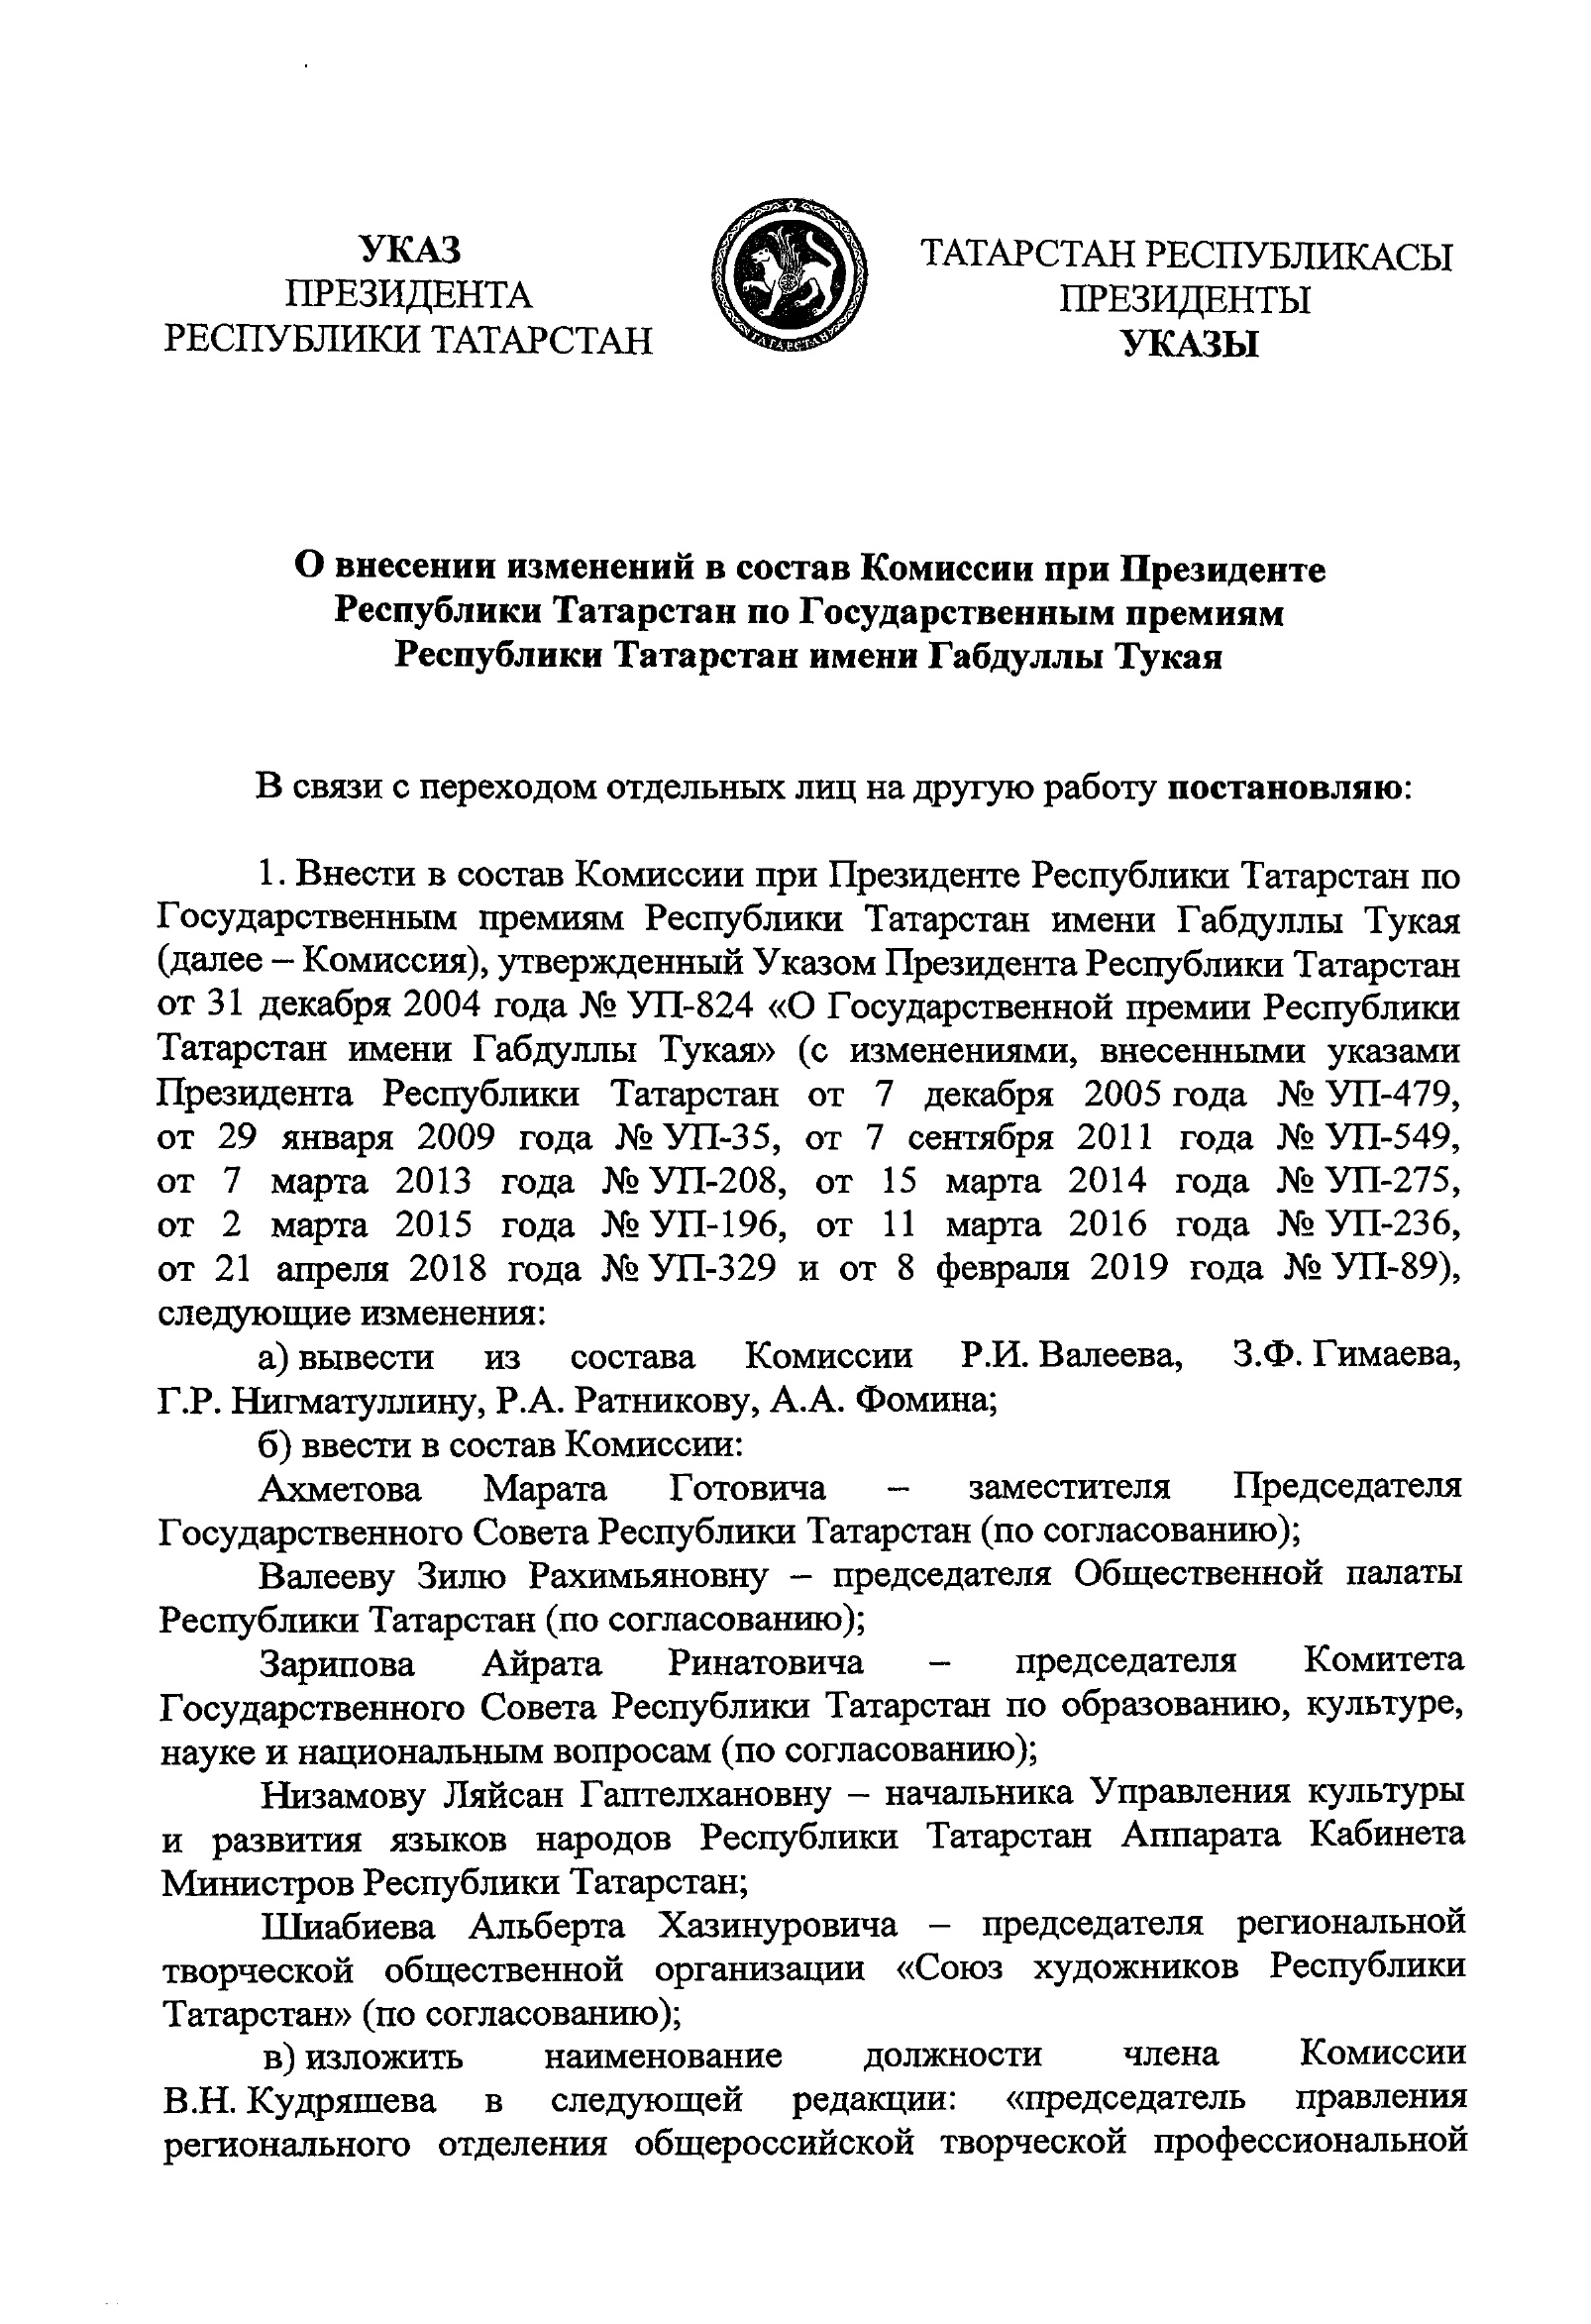 УКАЗ
ПРЕЗИДЕНТА
РЕСПУБЛИКИ ТАТАРСТАН
ТАТАРСТАН
ТАТАРСТАН РЕСПУБЛИКАСЫ
ПРЕЗИДЕНТЫ
УКАЗЫ
О внесении изменений в состав Комиссии при Президенте
Республики Татарстан по Государственным премиям
Республики Татарстан имени Габдуллы Тукая
В связи с переходом отдельных лиц на другую работу постановляю:
1. Внести в состав Комиссии при Президенте Республики Татарстан по
Государственным премиям Республики Татарстан имени Габдуллы Тукая
(далее – Комиссия), утвержденный Указом Президента Республики Татарстан
от 31 декабря 2004 года № УП-824 «О Государственной премии Республики
Татарстан имени Габдуллы Тукая» (с изменениями, внесенными указами
Президента Республики Татарстан от 7 декабря 2005 года № УП-479,
от 29 января 2009 года № УП-35, от 7 сентября 2011 года № УП-549,
от 7 марта 2013 года № УП-208, от 15 марта 2014 года № УП-275,
от 2 марта 2015 года № УП-196, от 11 марта 2016 года № УП-236,
от 21 апреля 2018 года № УП-329 и от 8 февраля 2019 года № УП-89),
следующие изменения:
а) вывести из состава Комиссии Р.И. Валеева, З.Ф. Гимаева,
Г.Р. Нигматуллину, Р.А. Ратникову, А.А. Фомина;
б) ввести в состав Комиссии:
Ахметова Марата Готовича – заместителя Председателя
Государственного Совета Республики Татарстан (по согласованию);
Валееву Зилю Рахимьяновну – председателя Общественной палаты
Республики Татарстан (по согласованию);
Зарипова Айрата Ринатовича – председателя Комитета
Государственного Совета Республики Татарстан по образованию, культуре,
науке и национальным вопросам (по согласованию);
Низамову Ляйсан Гаптелхановну – начальника Управления культуры
и развития языков народов Республики Татарстан Аппарата Кабинета
Министров Республики Татарстан;
Шиабиева Альберта Хазинуровича – председателя региональной
творческой общественной организации «Союз художников Республики
Татарстан» (по согласованию);
в) изложить наименование должности члена Комиссии
В.Н. Кудряшева в следующей редакции: «председатель правления
регионального отделения общероссийской творческой профессиональной